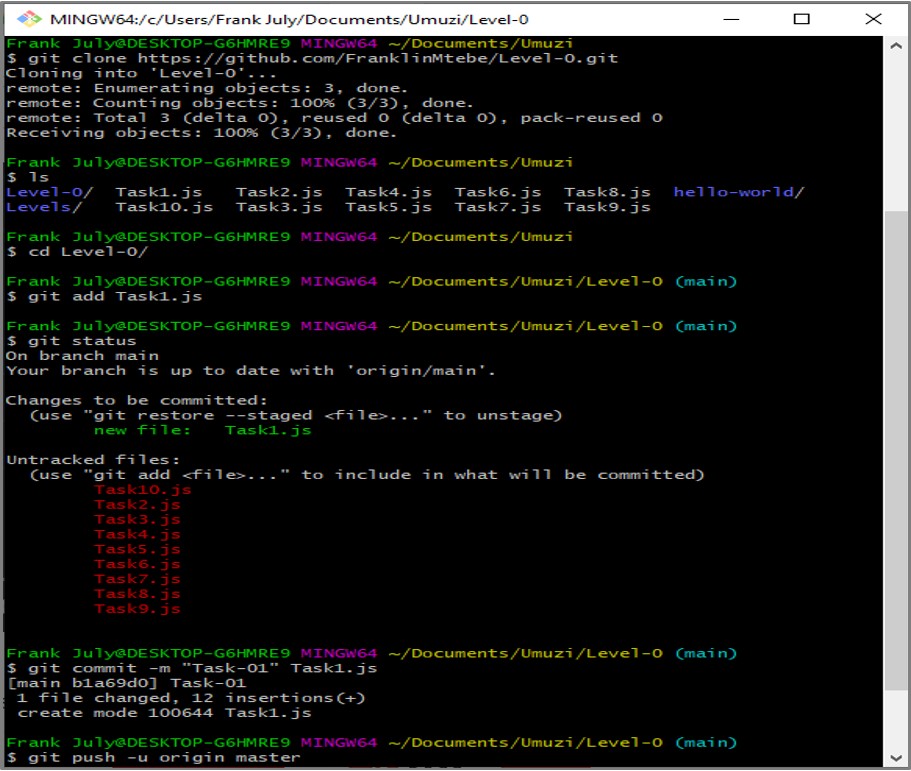 MINGW64:/c/Users/Frank July/Documents/Umuzi/Level-0
Frank July@DESKTOP-G6HMRE9 MINGW64 ~/Documents/Umuzi
$ git clone https://github.com/FranklinMtebe/Level-0.git
Cloning into 'Level-0'...
remote: Enumerating objects: 3, done.
remote: Counting objects: 100% (3/3), done.
remote: Total 3 (delta 0), reused 0 (delta 0), pack-reused 0
Receiving objects: 100% (3/3), done.
Frank July@DESKTOP-G6HMRE9 MINGW64 ~/Documents/Umuzi
$ ls
Level-0/  Task1.js   Task2.js  Task4.js  Task6.js  Task8.js  hello-world/
Levels/   Task10.js  Task3.js  Task5.js  Task7.js  Task9.js
Frank July@DESKTOP-G6HMRE9 MINGW64 ~/Documents/Umuzi
$ cd Level-0/
Frank July@DESKTOP-G6HMRE9 MINGW64 ~/Documents/Umuzi/Level-0 (main)
$ git add Task1.js
Frank July@DESKTOP-G6HMRE9 MINGW64 ~/Documents/Umuzi/Level-0 (main)
$ git status
On branch main
Your branch is up to date with 'origin/main'.
Changes to be committed:
(use "git restore --staged <file>..." to unstage)
new file:   Task1.js
Untracked files:
(use "git add <file>..." to include in what will be committed)
Task10.js
Task2.js
Task3.js
Task4.js
Task5.js
Task6.js
Task7.js
Task8.js
Task9.js
Frank July@DESKTOP-G6HMRE9 MINGW64 ~/Documents/Umuzi/Level-0 (main)
$ git commit -m "Task-01" Task1.js
[main b1a69d0] Task-01
1 file changed, 12 insertions(+)
create mode 100644 Task1.js
Frank July@DESKTOP-G6HMRE9 MINGW64 ~/Documents/Umuzi/Level-0 (main)
$ git push -u origin master